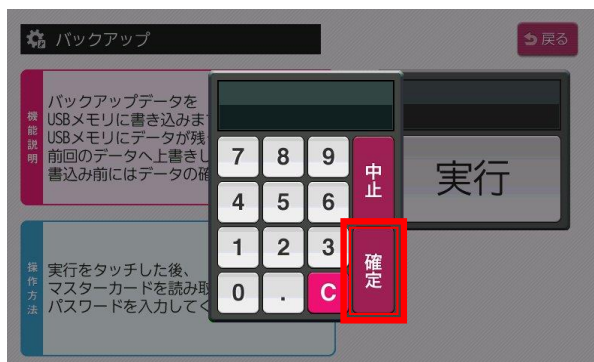 バックアップ
戻る
機能説明
バックアップデータを
USBメモリに書き込みま
USBメモリにデータが残
前回のデータへ上書きし
書込み前にはデータの確
7 8 9 中止
4 5 6
1 2 3 確定
0 . C
実行
操作方法
実行をタッチした後、
マスターカードを読み取
パスワードを入力してく